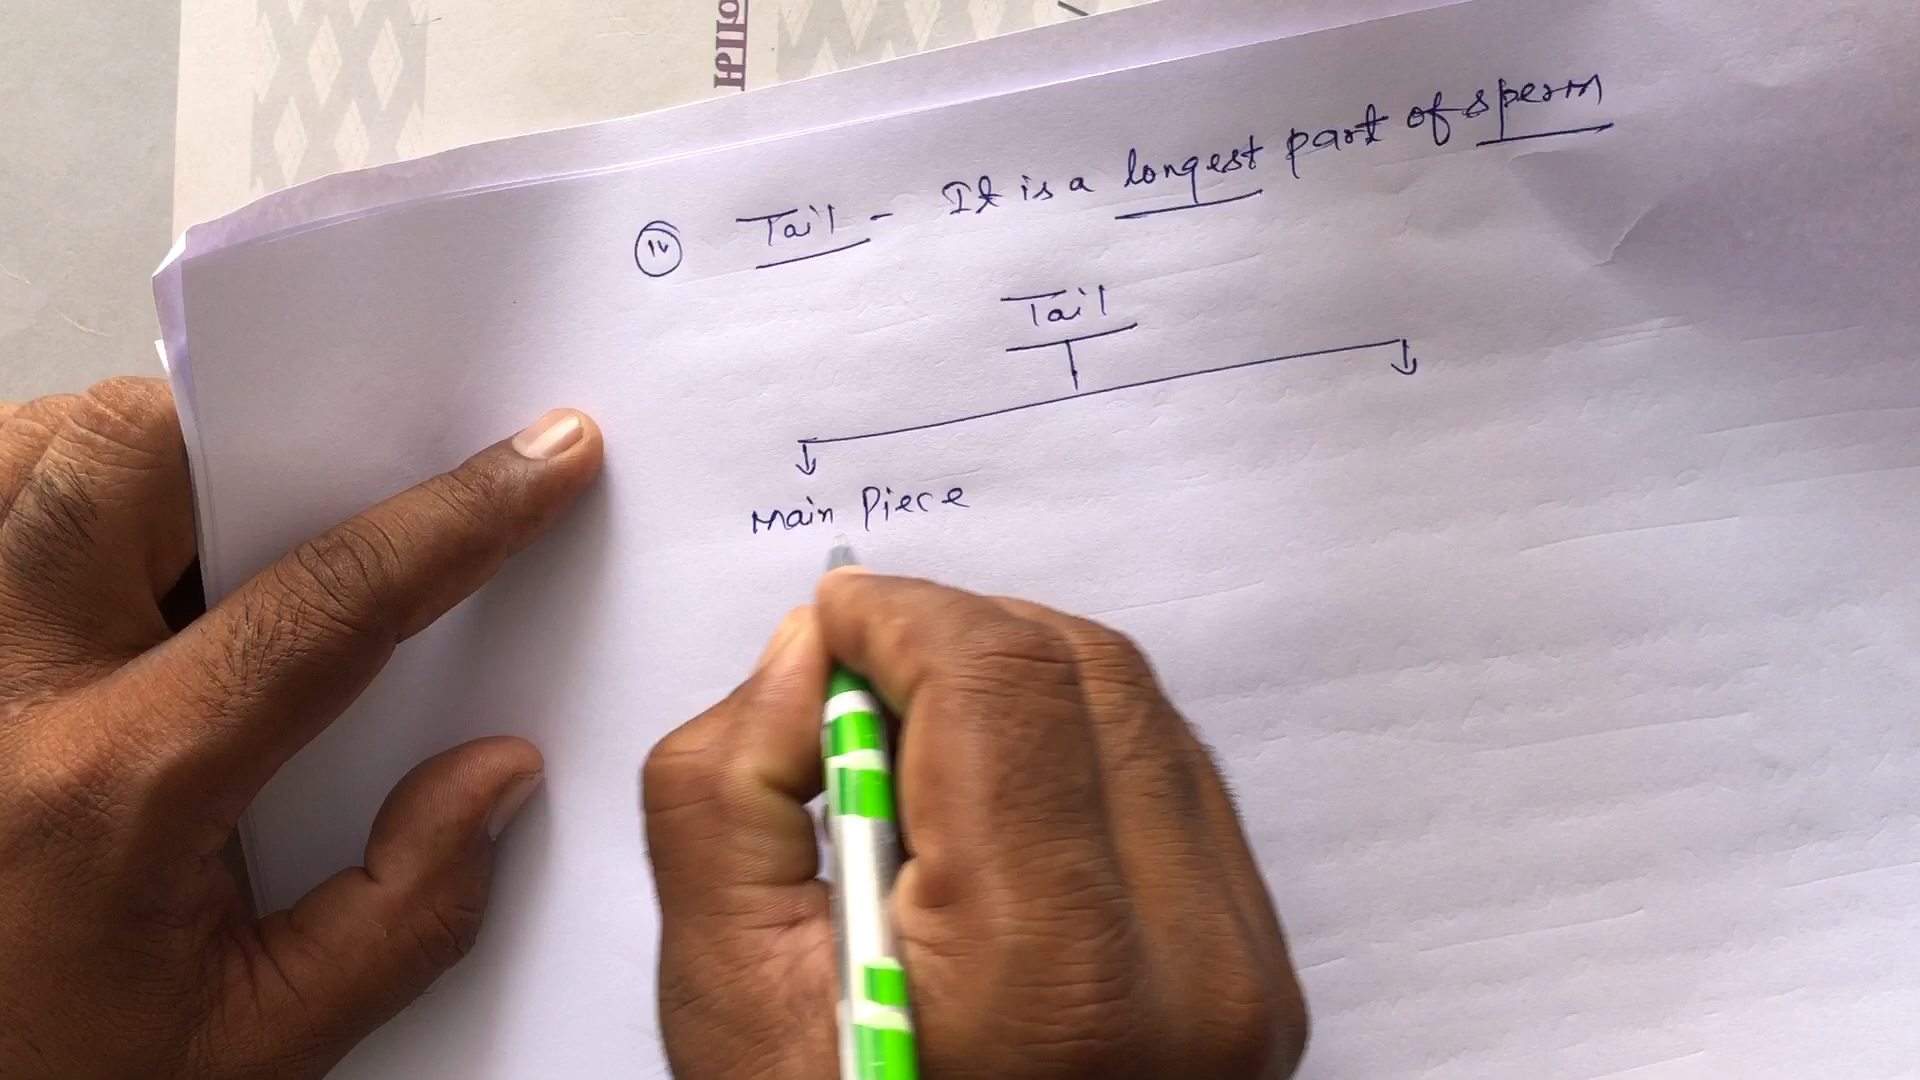 iv Tail - It is a longest part of sperm
Tail
Main Piece